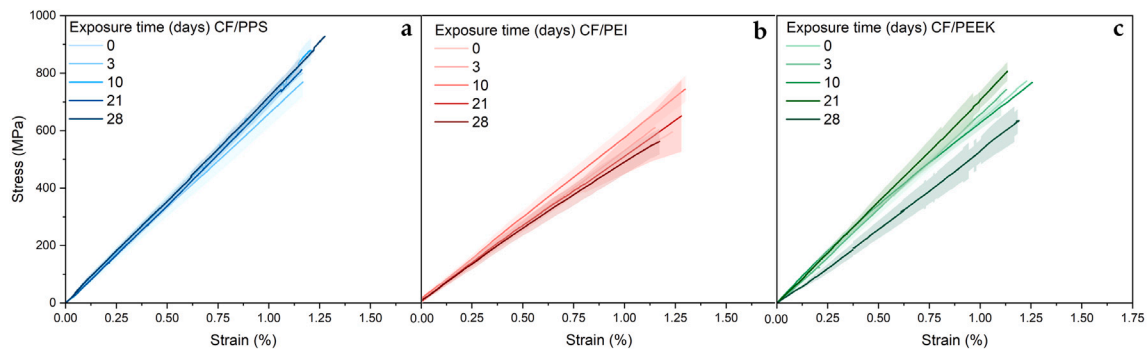 Exposure time (days) CF/PPS
a
0
3
10
21
28
Exposure time (days) CF/PEI
b
0
3
10
21
28
Exposure time (days) CF/PEEK
c
0
3
10
21
28
Stress (MPa)
1000
800
600
400
200
0
0.00 0.25 0.50 0.75 1.00 1.25 1.50
0.00 0.25 0.50 0.75 1.00 1.25 1.50
0.00 0.25 0.50 0.75 1.00 1.25 1.50 1.75
Strain (%)
Strain (%)
Strain (%)